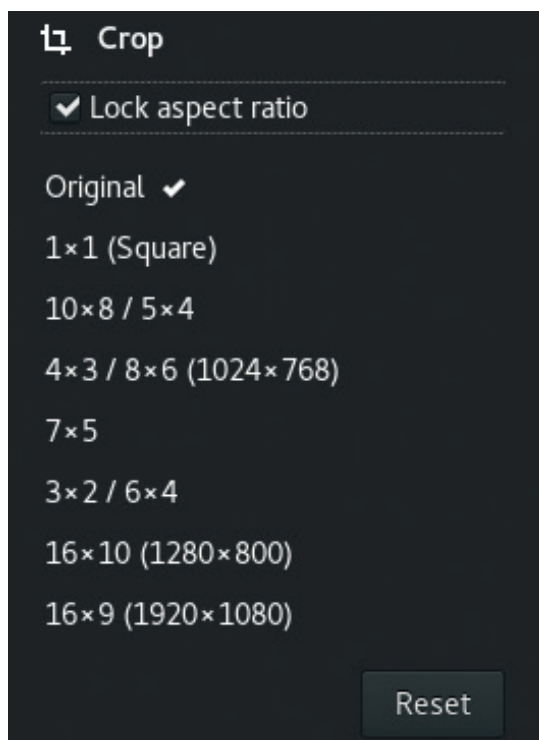 Crop
Lock aspect ratio
Original
1×1 (Square)
10×8 / 5×4
4×3 / 8×6 (1024×768)
7×5
3×2 / 6×4
16×10 (1280×800)
16×9 (1920×1080)
Reset